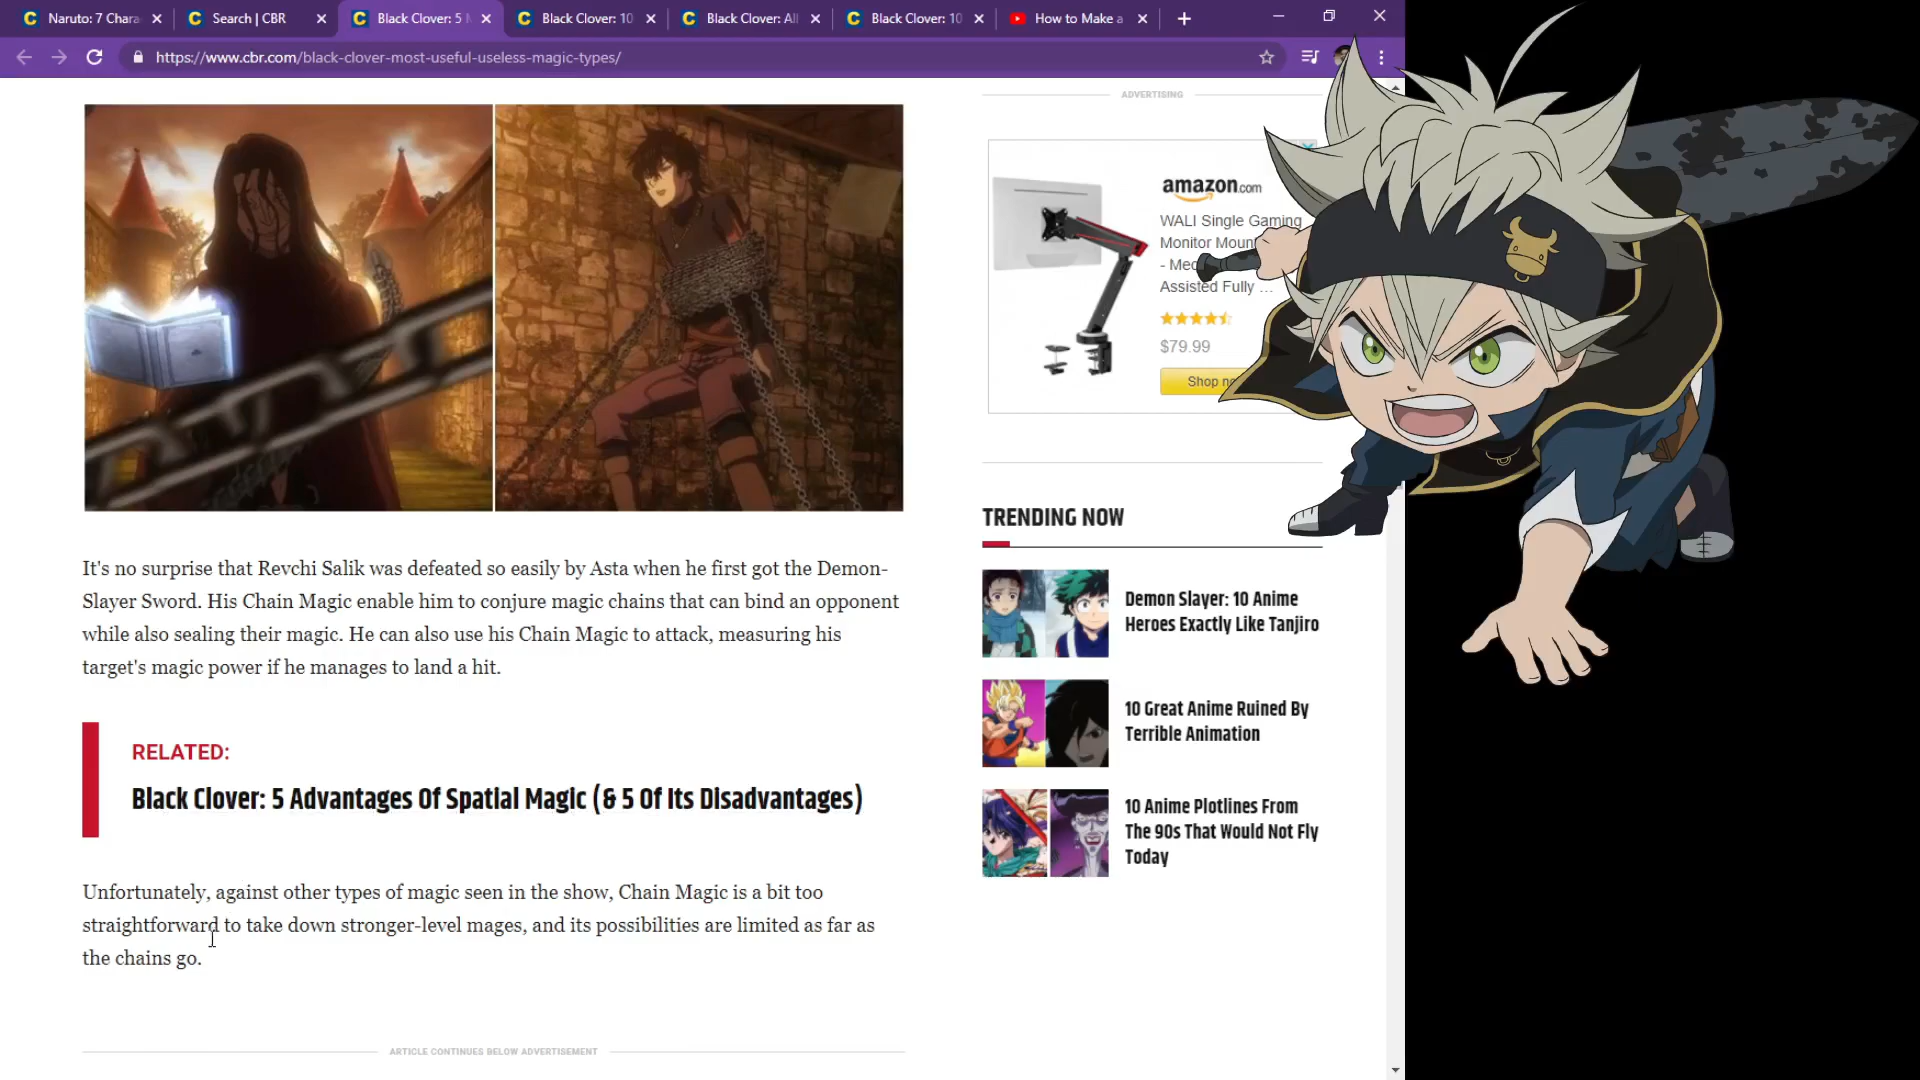 Naruto: 7 Chara
Search | CBR
Black Clover: 5 M
Black Clover: 10
Black Clover: All
Black Clover: 10
How to Make a
https://www.cbr.com/black-clover-most-useful-useless-magic-types/
ADVERTISING
amazon.com
WALI Single Gaming
Monitor Moun
- Mec
Assisted Fully ...
$79.99
Shop no
It's no surprise that Revchi Salik was defeated so easily by Asta when he first got the Demon-
Slayer Sword. His Chain Magic enable him to conjure magic chains that can bind an opponent
while also sealing their magic. He can also use his Chain Magic to attack, measuring his
target's magic power if he manages to land a hit.
RELATED:
Black Clover: 5 Advantages Of Spatial Magic (& 5 Of Its Disadvantages)
Unfortunately, against other types of magic seen in the show, Chain Magic is a bit too
straightforward to take down stronger-level mages, and its possibilities are limited as far as
the chains go.
ARTICLE CONTINUES BELOW ADVERTISEMENT
TRENDING NOW
Demon Slayer: 10 Anime
Heroes Exactly Like Tanjiro
10 Great Anime Ruined By
Terrible Animation
10 Anime Plotlines From
The 90s That Would Not Fly
Today